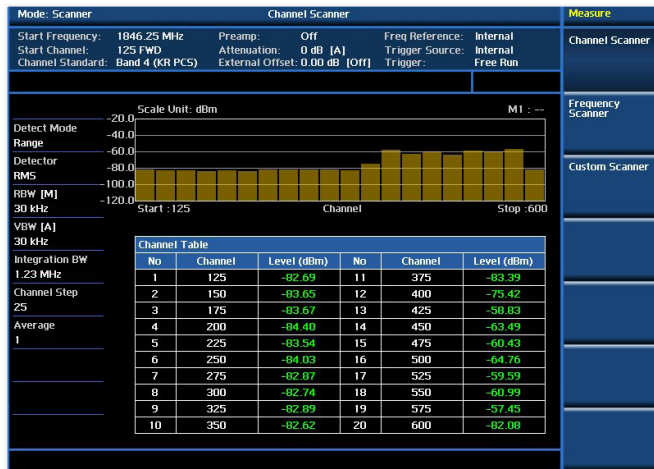 Mode: Scanner Channel Scanner Measure
Start Frequency: 1846.25 MHz Preamp: Off Freq Reference: Internal
Start Channel: 125 FWD Attenuation: 0 dB [A] Trigger Source: Internal
Channel Standard: Band 4 (KR PCS) External Offset: 0.00 dB [Off] Trigger: Free Run
Channel Scanner
Frequency
Scanner
Custom Scanner
Detect Mode
Range
Detector
RMS
RBW [M]
30 kHz
VBW [A]
30 kHz
Integration BW
1.23 MHz
Channel Step
25
Average
1
Scale Unit: dBm M1 : --
-20.0
-40.0
-60.0
-80.0
-100.0
-120.0
Start :125 Channel Stop :600
Channel Table
No Channel Level (dBm) No Channel Level (dBm)
1 125 -82.69 11 375 -83.39
2 150 -83.65 12 400 -75.42
3 175 -83.67 13 425 -58.83
4 200 -84.40 14 450 -63.49
5 225 -83.54 15 475 -60.43
6 250 -84.03 16 500 -64.76
7 275 -82.87 17 525 -59.59
8 300 -82.74 18 550 -60.99
9 325 -82.89 19 575 -57.45
10 350 -82.62 20 600 -82.08